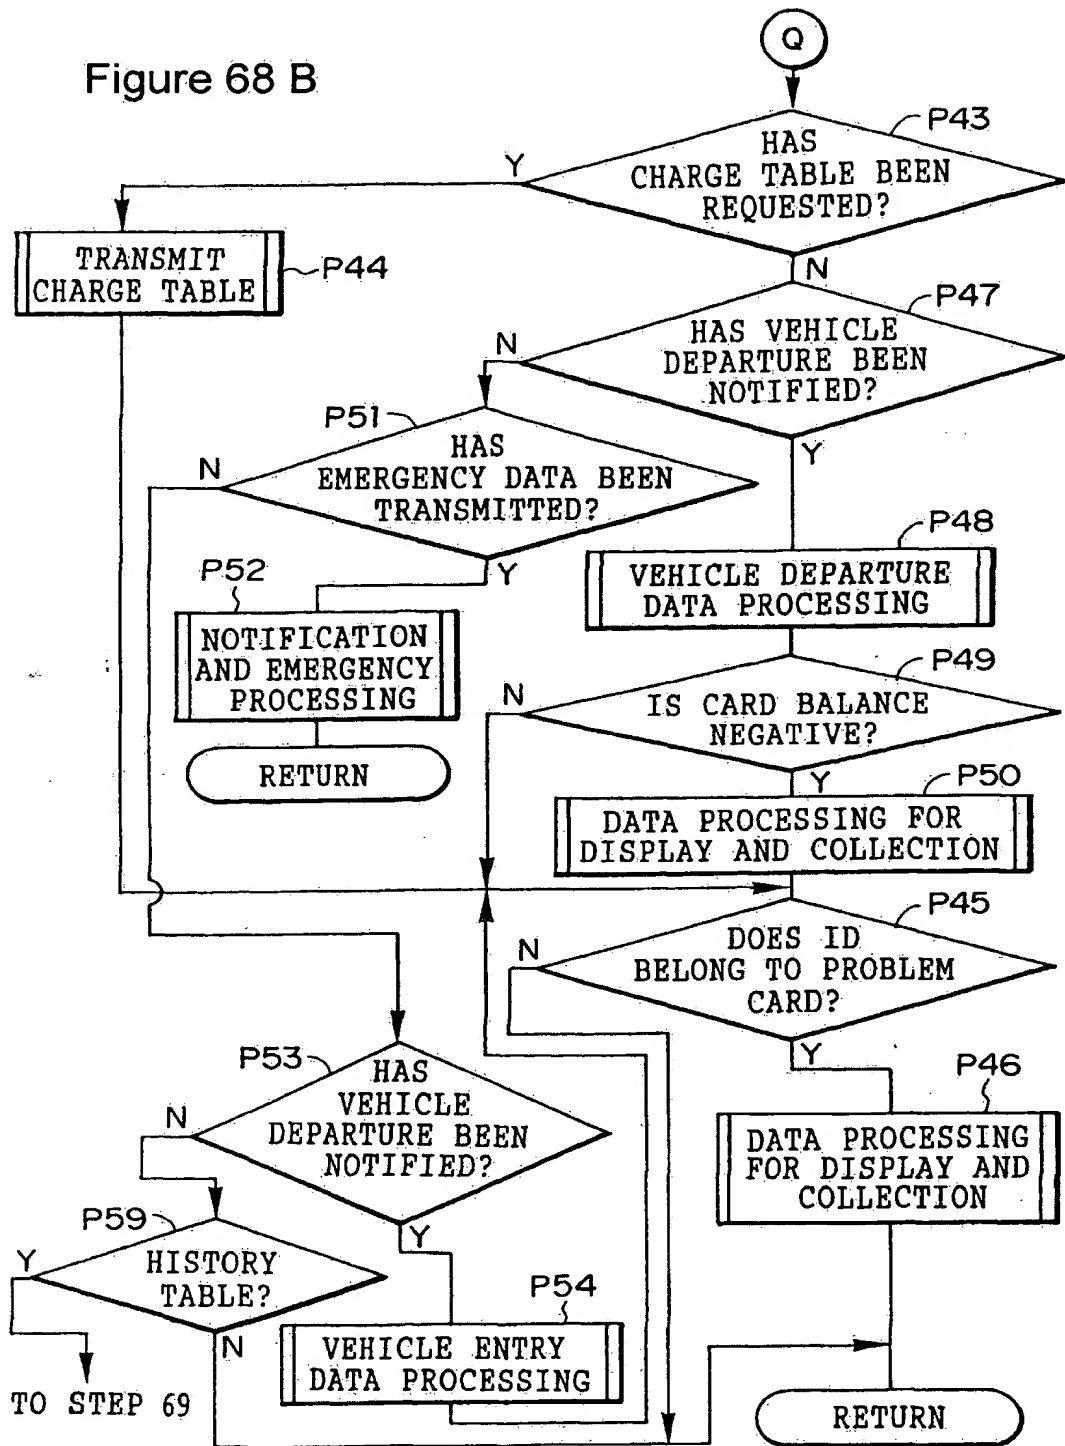 Figure 68 B
Q
P43
HAS
CHARGE TABLE BEEN
REQUESTED?
Y
N
TRANSMIT
CHARGE TABLE
P44
P47
HAS VEHICLE
DEPARTURE BEEN
NOTIFIED?
N
Y
P51
HAS
EMERGENCY DATA BEEN
TRANSMITTED?
N
Y
P48
VEHICLE DEPARTURE
DATA PROCESSING
P52
NOTIFICATION
AND EMERGENCY
PROCESSING
RETURN
P49
IS CARD BALANCE
NEGATIVE?
N
Y
P50
DATA PROCESSING FOR
DISPLAY AND COLLECTION
P45
DOES ID
BELONG TO PROBLEM
CARD?
N
Y
P46
DATA PROCESSING
FOR DISPLAY AND
COLLECTION
P53
HAS
VEHICLE
DEPARTURE BEEN
NOTIFIED?
N
Y
P59
HISTORY
TABLE?
Y
N
TO STEP 69
P54
VEHICLE ENTRY
DATA PROCESSING
RETURN